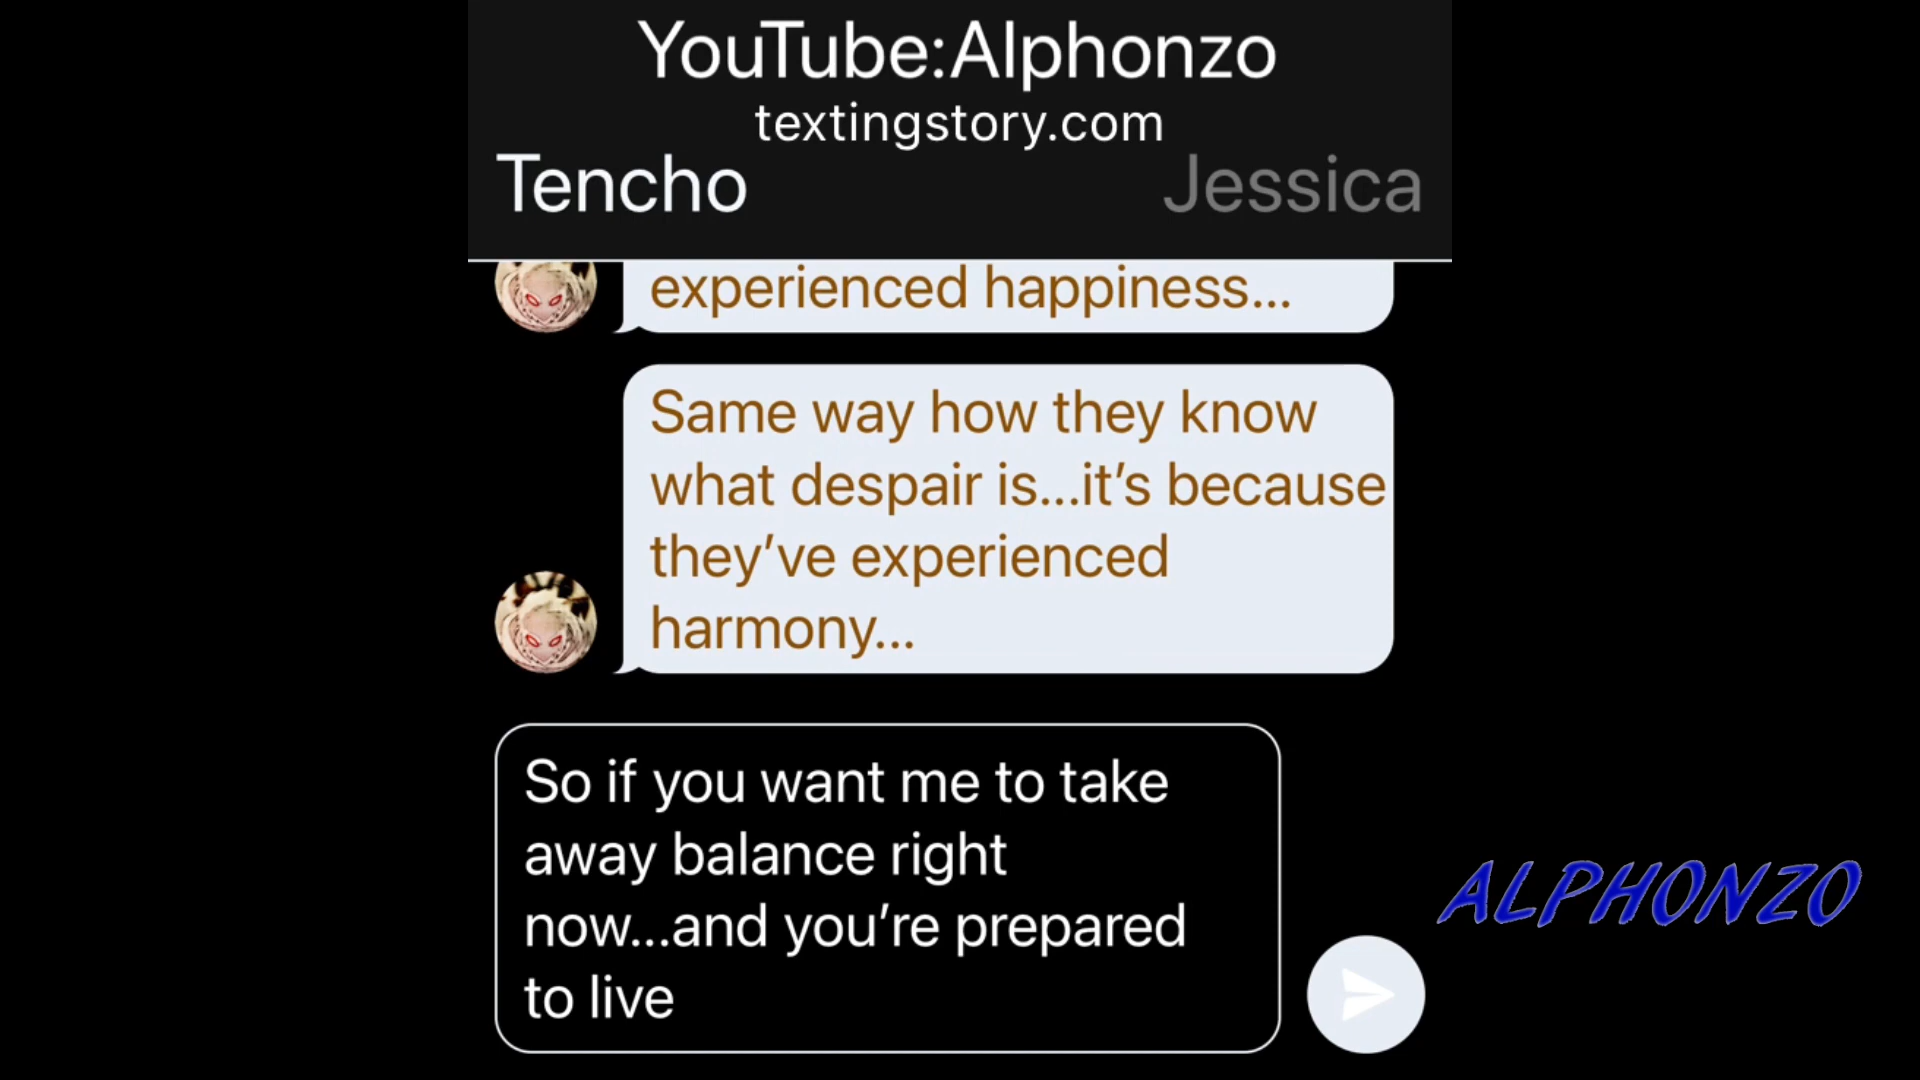 YouTube:Alphonzo
textingstory.com
Tencho
Jessica
experienced happiness...
Same way how they know
what despair is...it’s because
they’ve experienced
harmony...
So if you want me to take
away balance right
now...and you’re prepared
to live
ALPHONZO